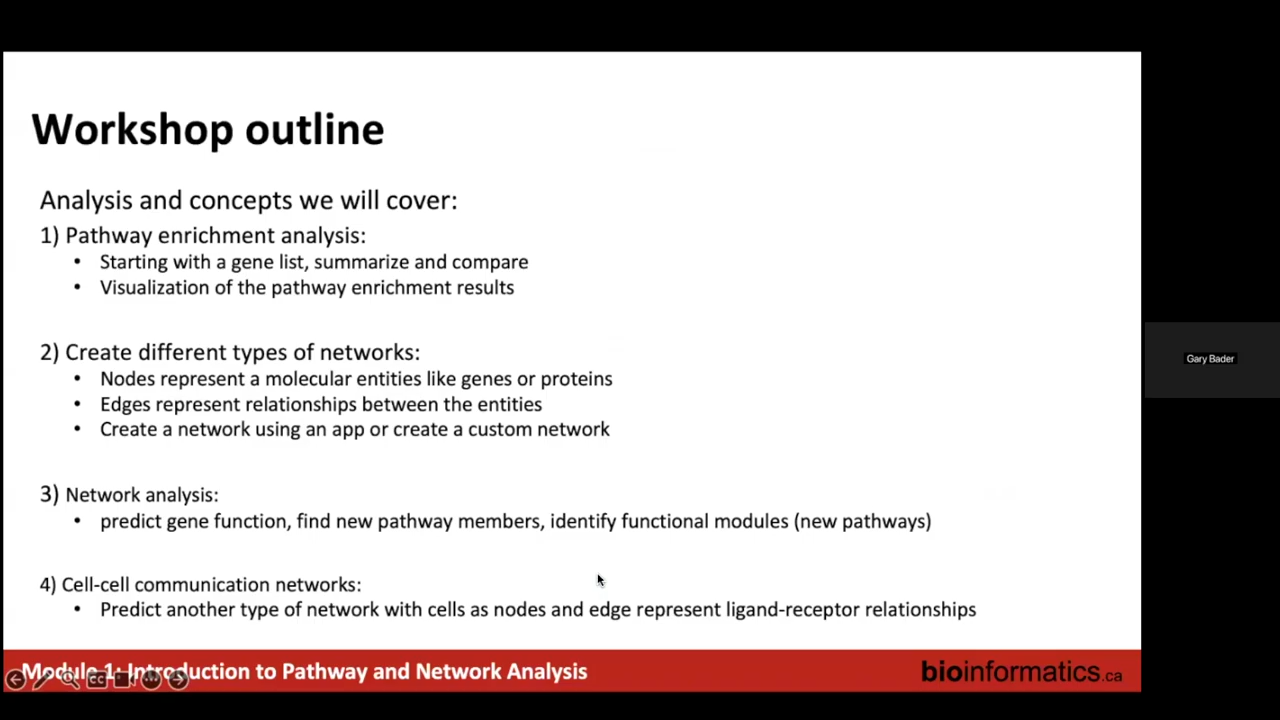 Workshop outline
Analysis and concepts we will cover:
1) Pathway enrichment analysis:
• Starting with a gene list, summarize and compare
• Visualization of the pathway enrichment results
2) Create different types of networks:
• Nodes represent a molecular entities like genes or proteins
• Edges represent relationships between the entities
• Create a network using an app or create a custom network
3) Network analysis:
• predict gene function, find new pathway members, identify functional modules (new pathways)
4) Cell-cell communication networks:
• Predict another type of network with cells as nodes and edge represent ligand-receptor relationships
Module 1: Introduction to Pathway and Network Analysis
bioinformatics.ca
CC
Gary Bader